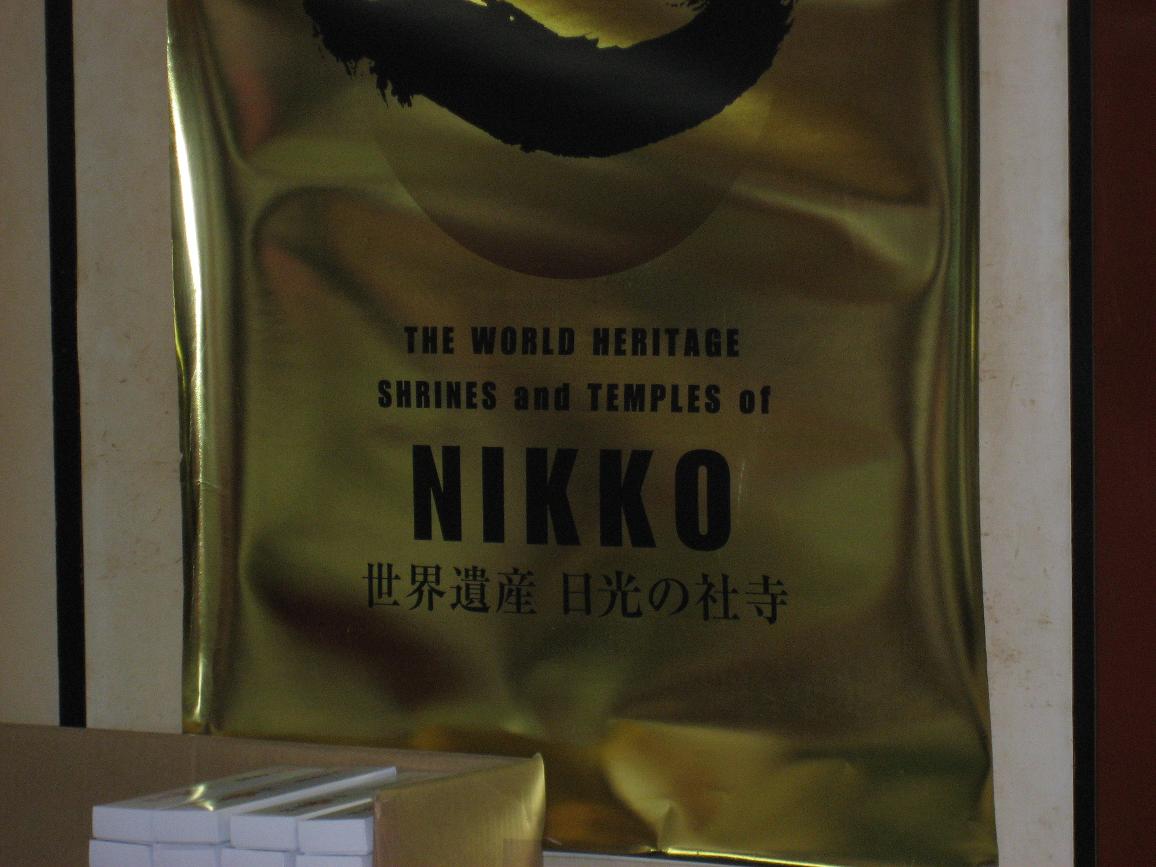 THE WORLD HERITAGE
SHRINES and TEMPLES of
NIKKO
世界遺産 日光の社寺